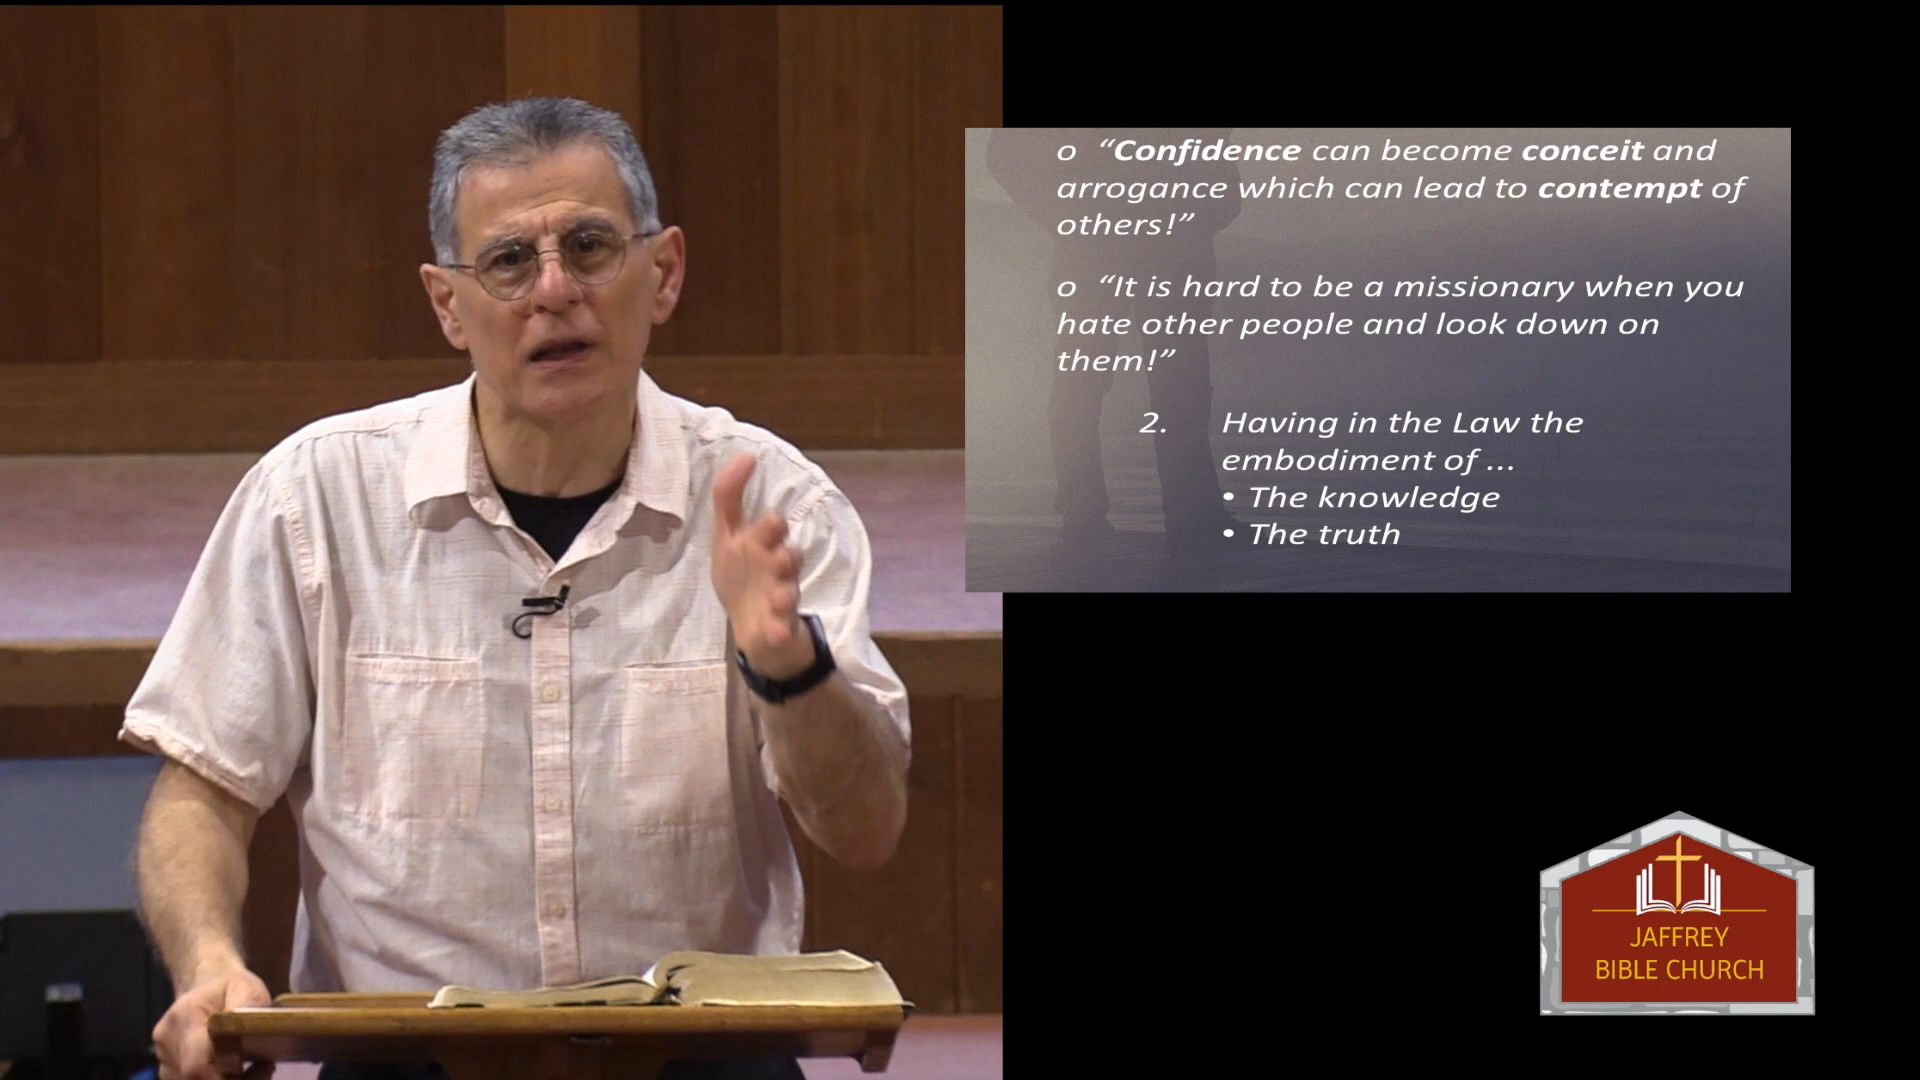 o “Confidence can become conceit and
arrogance which can lead to contempt of
others!”
o “It is hard to be a missionary when you
hate other people and look down on
them!”
2. Having in the Law the
embodiment of ...
• The knowledge
• The truth
JAFFREY
BIBLE CHURCH